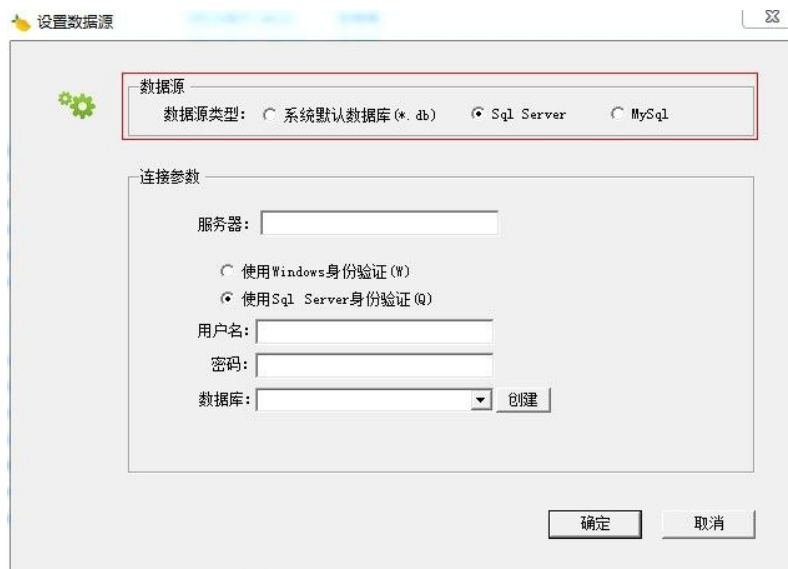 设置数据源
数据源
数据源类型: 系统默认数据库(*.db) Sql Server MySql
连接参数
服务器:
使用Windows身份验证(W)
使用Sql Server身份验证(Q)
用户名:
密码:
数据库: 创建
确定 取消